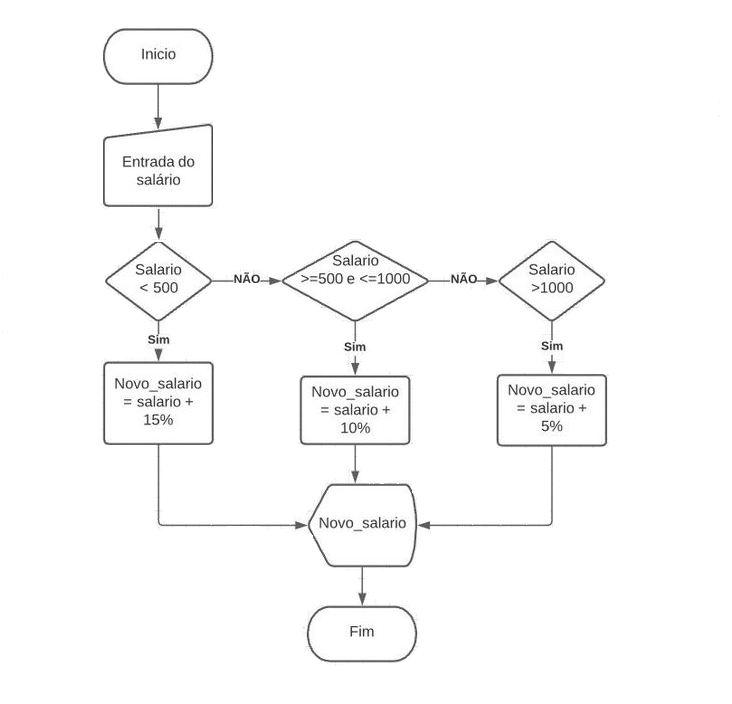 Inicio
Entrada do
salário
Salario
< 500
NÃO
Salario
>=500 e <=1000
NÃO
Salario
>1000
Sim
Sim
Sim
Novo_salario
= salario +
15%
Novo_salario
= salario +
10%
Novo_salario
= salario +
5%
Novo_salario
Fim